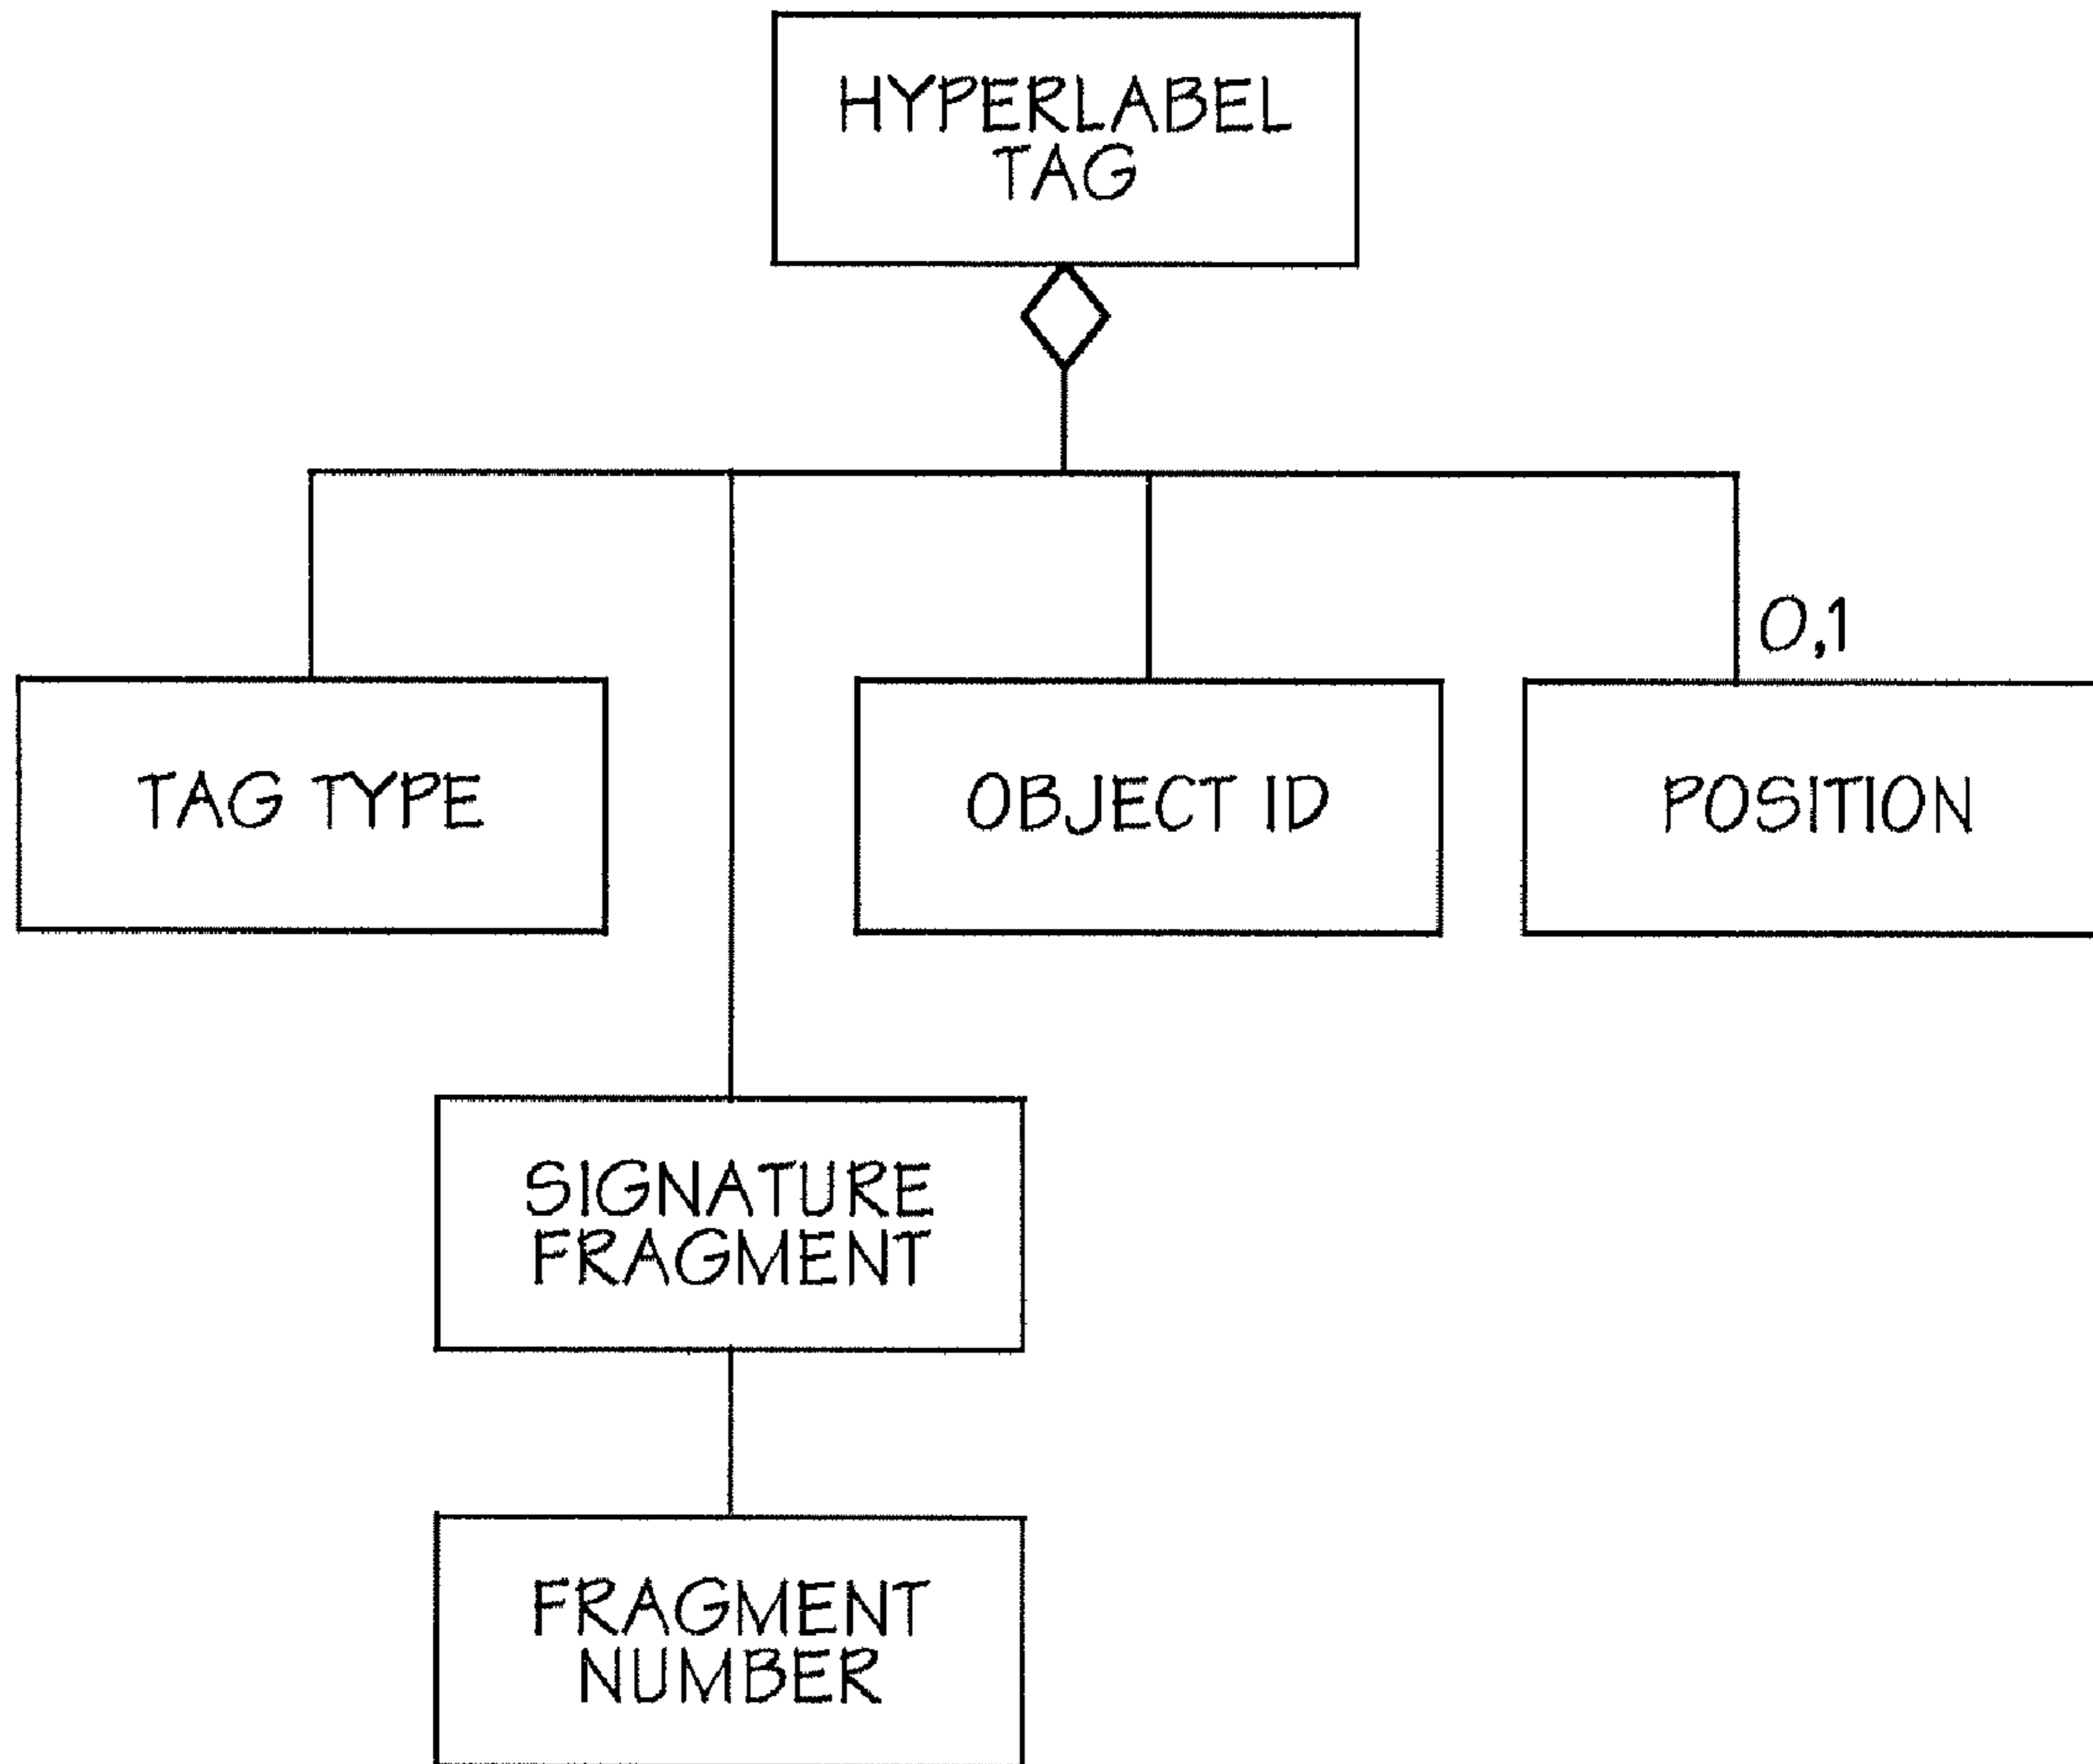 HYPERLABEL
TAG
0,1
TAG TYPE
OBJECT ID
POSITION
SIGNATURE
FRAGMENT
FRAGMENT
NUMBER